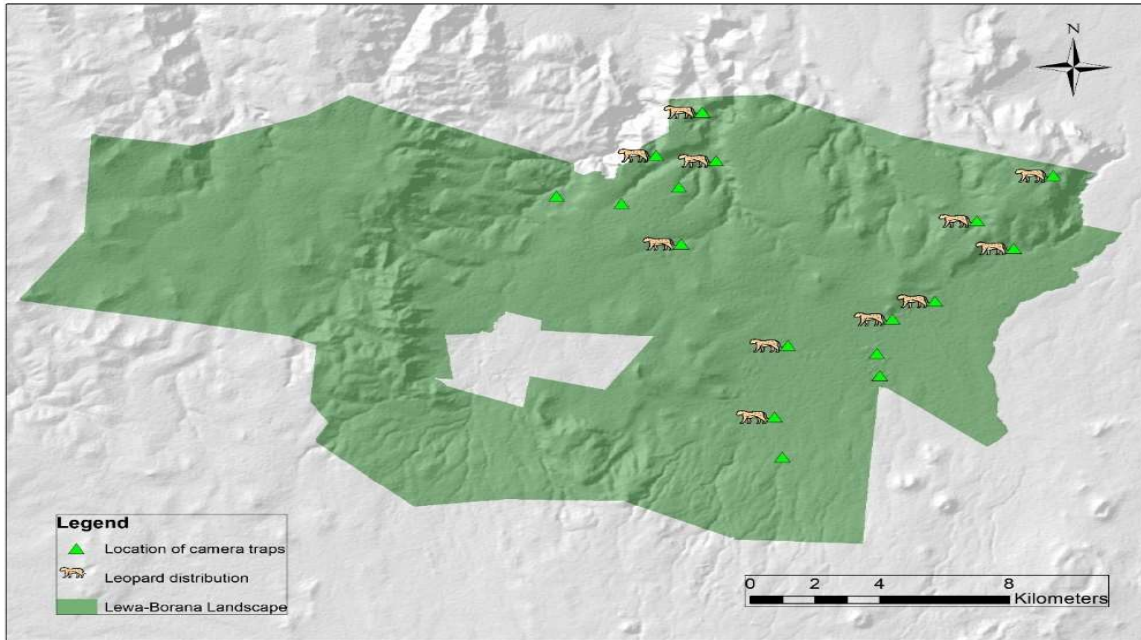 N
Legend
Location of camera traps
Leopard distribution
Lewa-Borana Landscape
0 2 4 8
Kilometers